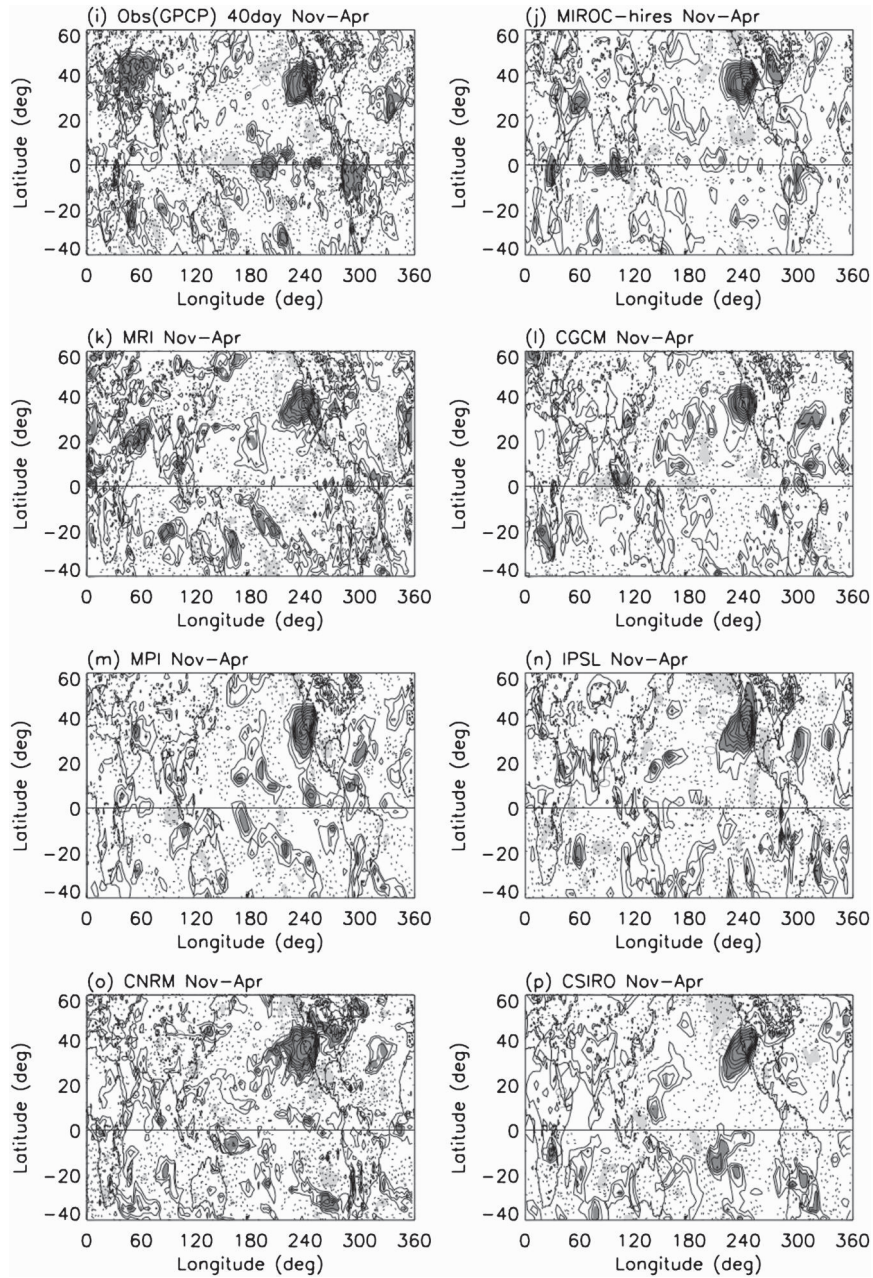 (i) Obs(GPCP) 40day Nov-Apr
60
40
20
0
-20
-40
Latitude (deg)
0 60 120 180 240 300 360
Longitude (deg)
(j) MIROC-hires Nov-Apr
60
40
20
0
-20
-40
Latitude (deg)
0 60 120 180 240 300 360
Longitude (deg)
(k) MRI Nov-Apr
60
40
20
0
-20
-40
Latitude (deg)
0 60 120 180 240 300 360
Longitude (deg)
(l) CGCM Nov-Apr
60
40
20
0
-20
-40
Latitude (deg)
0 60 120 180 240 300 360
Longitude (deg)
(m) MPI Nov-Apr
60
40
20
0
-20
-40
Latitude (deg)
0 60 120 180 240 300 360
Longitude (deg)
(n) IPSL Nov-Apr
60
40
20
0
-20
-40
Latitude (deg)
0 60 120 180 240 300 360
Longitude (deg)
(o) CNRM Nov-Apr
60
40
20
0
-20
-40
Latitude (deg)
0 60 120 180 240 300 360
Longitude (deg)
(p) CSIRO Nov-Apr
60
40
20
0
-20
-40
Latitude (deg)
0 60 120 180 240 300 360
Longitude (deg)